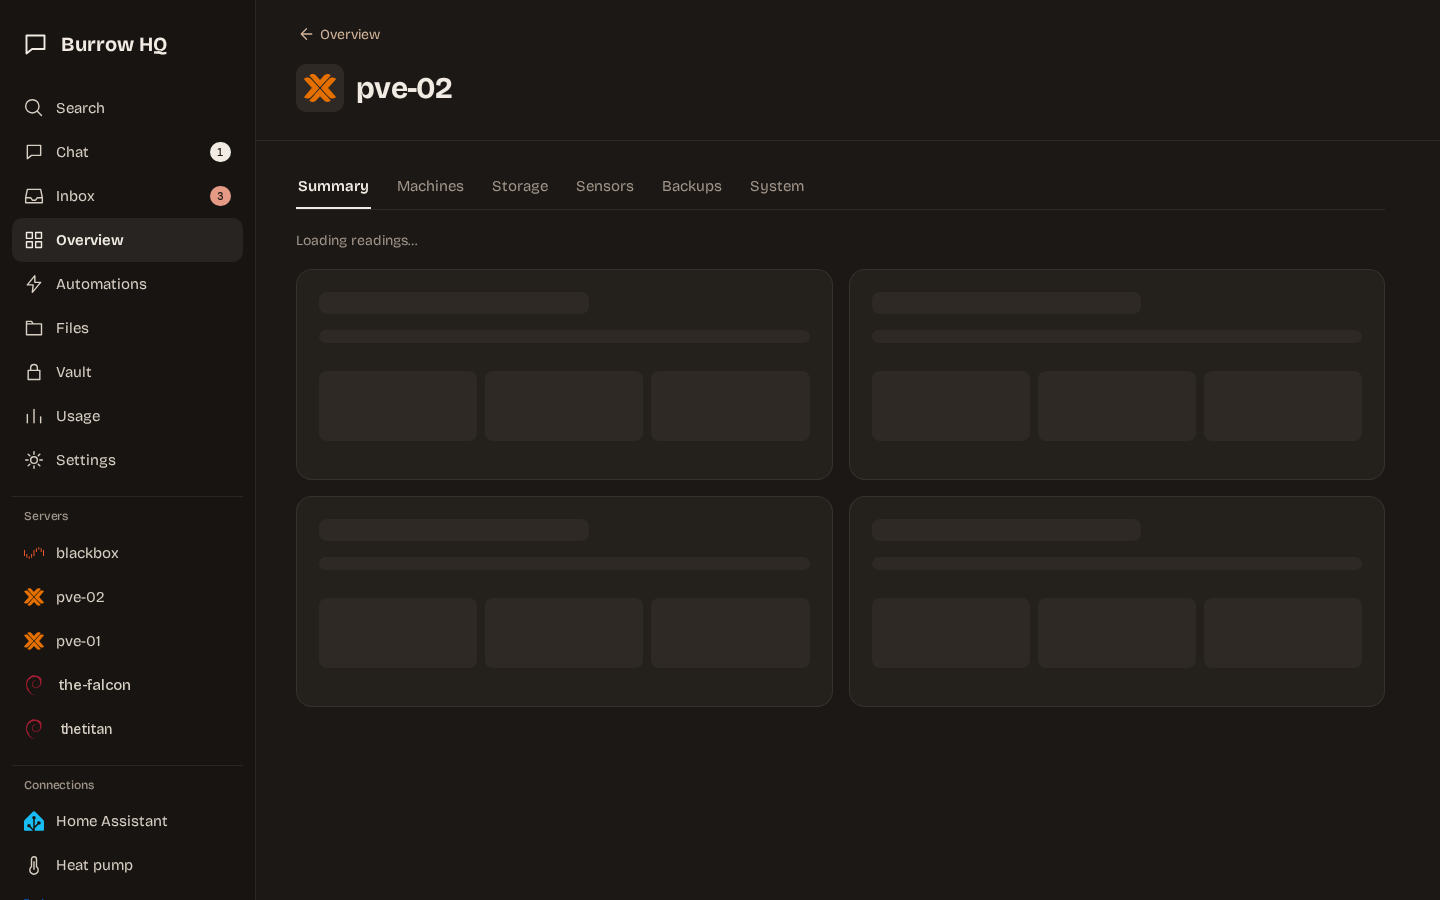 Burrow HQ
Search
Chat 1
Inbox 3
Overview
Automations
Files
Vault
Usage
Settings
Servers
blackbox
pve-02
pve-01
the-falcon
thetitan
Connections
Home Assistant
Heat pump
Overview
pve-02
Summary Machines Storage Sensors Backups System
Loading readings...